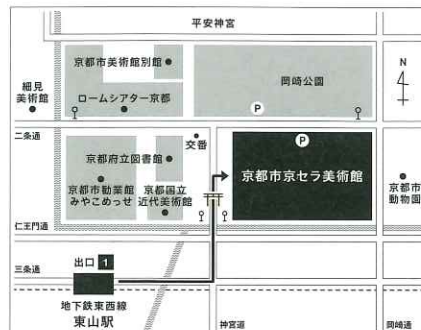 平安神宮
京都市美術館別館
岡崎公園
N
細見
美術館
ロームシアター京都
P
二条通
交番
P
京都府立図書館
京都市京セラ美術館
京都市勧業館
みやこめっせ
京都国立
近代美術館
京都市
動物園
仁王門通
三条通
出口 1
地下鉄東西線
東山駅
神宮道
岡崎通